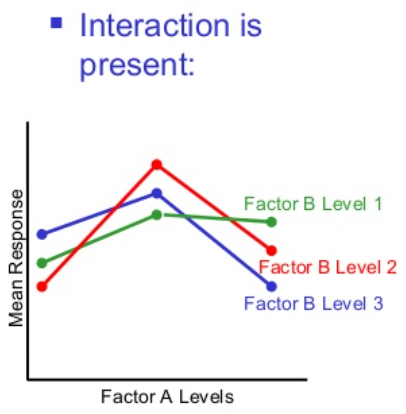 Interaction is
present:
Mean Response
Factor B Level 1
Factor B Level 2
Factor B Level 3
Factor A Levels